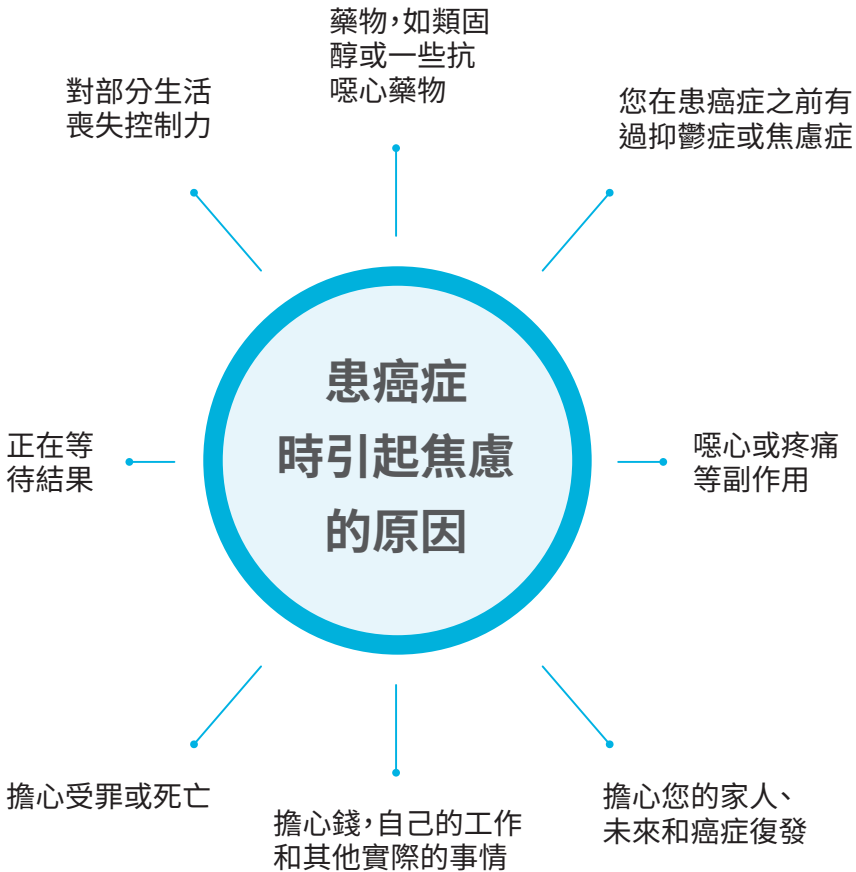 藥物，如類固
醇或一些抗
噁心藥物
對部分生活
喪失控制力
您在患癌症之前有
過抑鬱症或焦慮症
患癌症
時引起焦慮
的原因
正在等
待結果
噁心或疼痛
等副作用
擔心受罪或死亡
擔心錢，自己的工作
和其他實際的事情
擔心您的家人、
未來和癌症復發